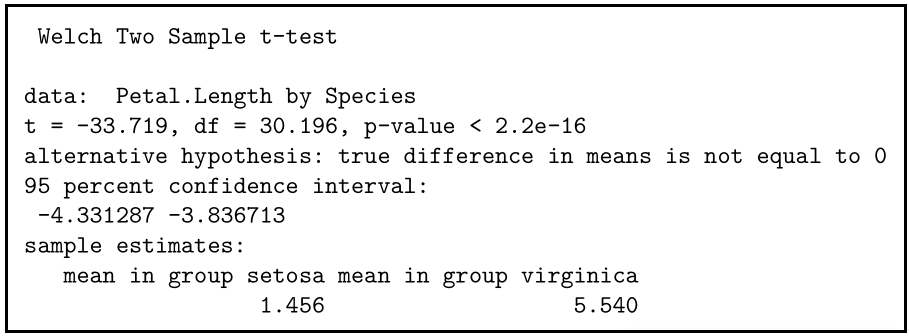 Welch Two Sample t-test
data:  Petal.Length by Species
t = -33.719, df = 30.196, p-value < 2.2e-16
alternative hypothesis: true difference in means is not equal to 0
95 percent confidence interval:
-4.331287 -3.836713
sample estimates:
mean in group setosa mean in group virginica
1.456 5.540